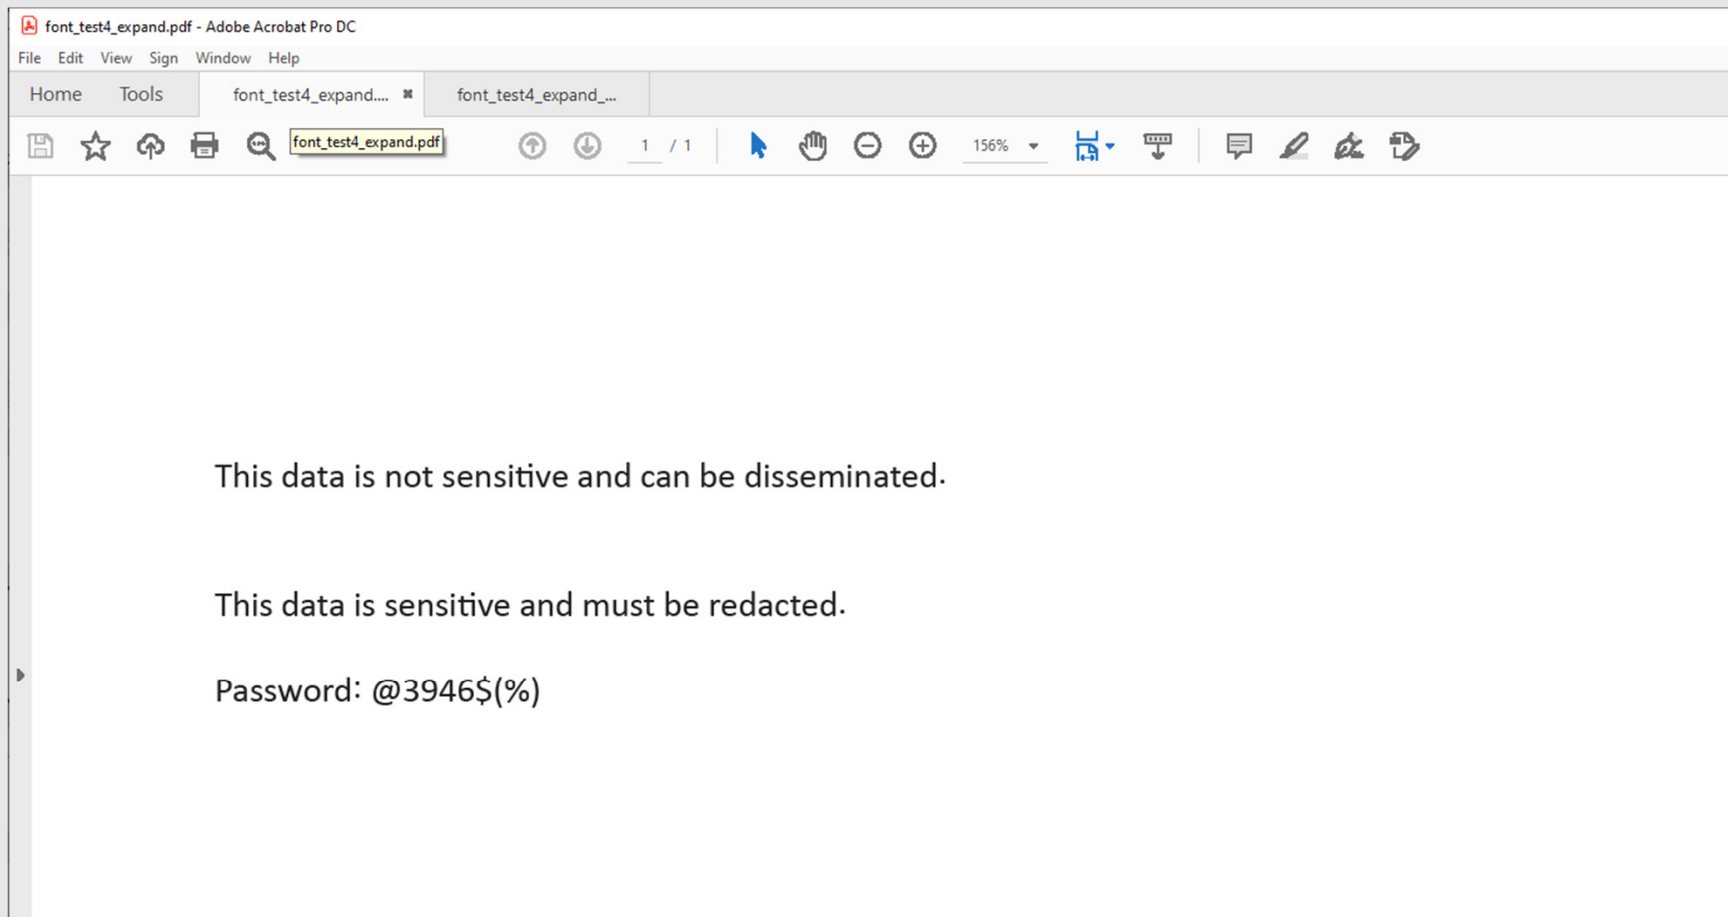 font_test4_expand.pdf - Adobe Acrobat Pro DC
File Edit View Sign Window Help
Home Tools font_test4_expand.... font_test4_expand_...
font_test4_expand.pdf 1 / 1 156%
This data is not sensitive and can be disseminated.
This data is sensitive and must be redacted.
Password: @3946$(%)